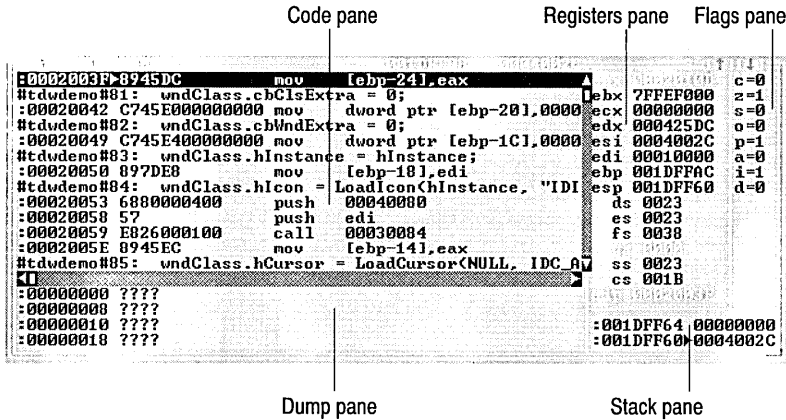 Code pane
Registers pane
Flags pane
:0002003F►8945DC mov [ebp-24],eax
#tdwdemo#81: wndClass.cbClsExtra = 0;
:00020042 C745E000000000 mov dword ptr [ebp-20],0000
#tdwdemo#82: wndClass.cbWndExtra = 0;
:00020049 C745E400000000 mov dword ptr [ebp-1C],0000
#tdwdemo#83: wndClass.hInstance = hInstance;
:00020050 897DE8 mov [ebp-18],edi
#tdwdemo#84: wndClass.hIcon = LoadIcon(hInstance, "IDI
:00020053 6880000400 push 00040080
:00020058 57 push edi
:00020059 E826000100 call 00030084
:0002005E 8945EC mov [ebp-14],eax
#tdwdemo#85: wndClass.hCursor = LoadCursor(NULL, IDC_A
ebx 7FFEF000
ecx 00000000
edx 000425DC
esi 0004002C
edi 00010000
ebp 001DFFAC
esp 001DFF60
ds 0023
es 0023
fs 0038
ss 0023
cs 001B
c=0
z=1
s=0
o=0
p=1
a=0
i=1
d=0
:00000000 ????
:00000008 ????
:00000010 ????
:00000018 ????
:001DFF64 00000000
:001DFF60►0004002C
Dump pane
Stack pane